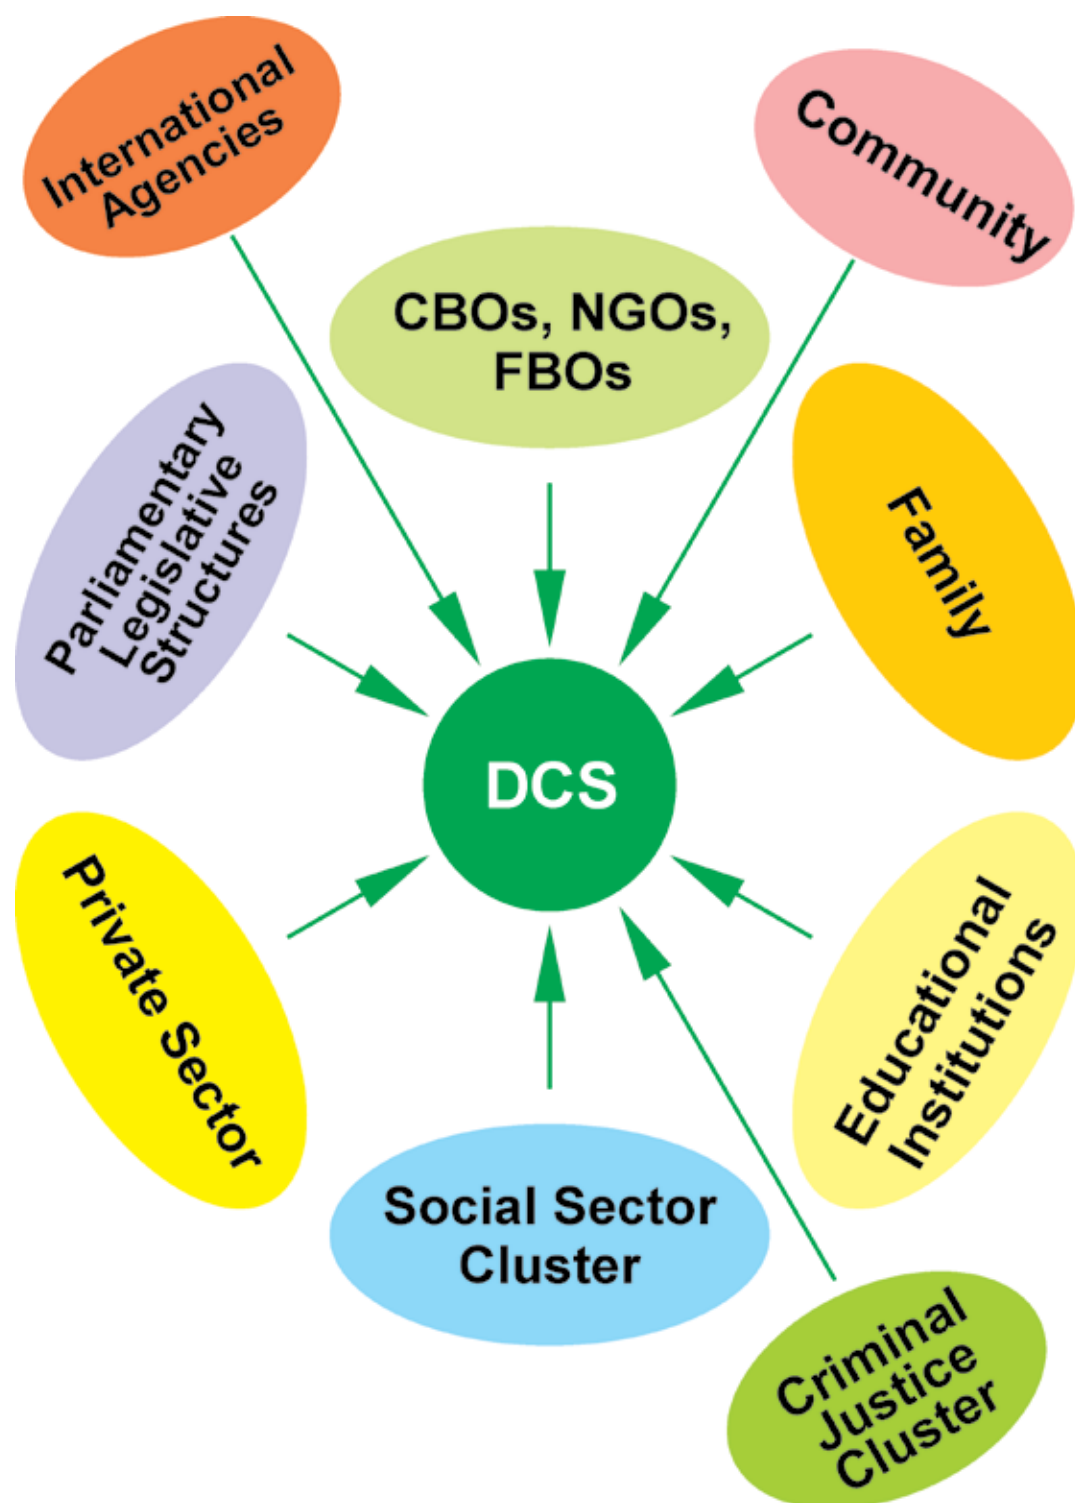 International
Agencies
Community
CBOs, NGOs,
FBOs
Parliamentary
Legislative
Structures
Family
DCS
Private Sector
Educational
Institutions
Social Sector
Cluster
Criminal
Justice
Cluster